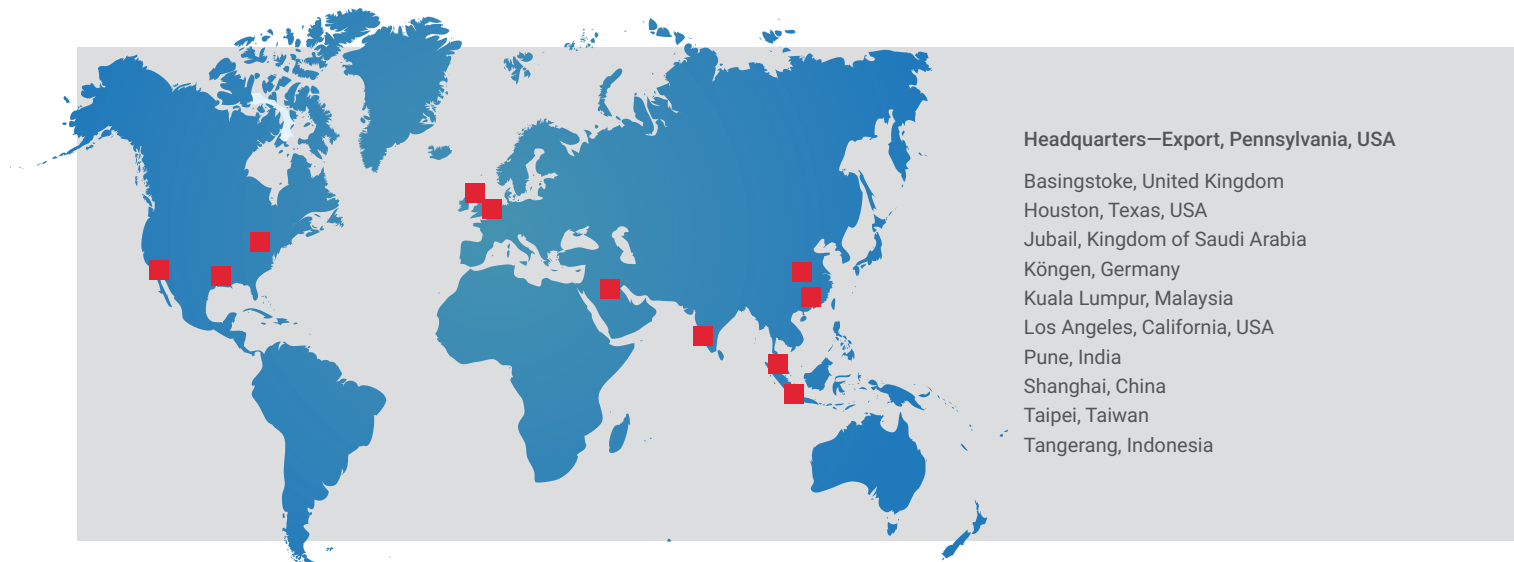 Headquarters—Export, Pennsylvania, USA
Basingstoke, United Kingdom
Houston, Texas, USA
Jubail, Kingdom of Saudi Arabia
Köngen, Germany
Kuala Lumpur, Malaysia
Los Angeles, California, USA
Pune, India
Shanghai, China
Taipei, Taiwan
Tangerang, Indonesia